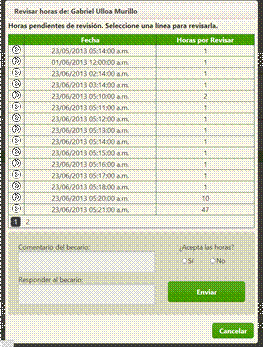 Revisar horas de: Gabriel Ulloa Murillo
Horas pendientes de revisión. Seleccione una línea para revisarla.
Fecha Horas por Revisar
23/05/2013 05:14:00 a.m. 1
01/06/2013 12:00:00 a.m. 1
23/06/2013 02:14:00 a.m. 1
23/06/2013 03:14:00 a.m. 1
23/06/2013 05:10:00 a.m. 2
23/06/2013 05:11:00 a.m. 1
23/06/2013 05:12:00 a.m. 1
23/06/2013 05:13:00 a.m. 1
23/06/2013 05:14:00 a.m. 1
23/06/2013 05:15:00 a.m. 1
23/06/2013 05:16:00 a.m. 1
23/06/2013 05:17:00 a.m. 1
23/06/2013 05:18:00 a.m. 1
23/06/2013 05:20:00 a.m. 10
23/06/2013 05:21:00 a.m. 47
1 2
Comentario del becario: ¿Acepta las horas?
Sí No
Responder al becario:
Enviar
Cancelar